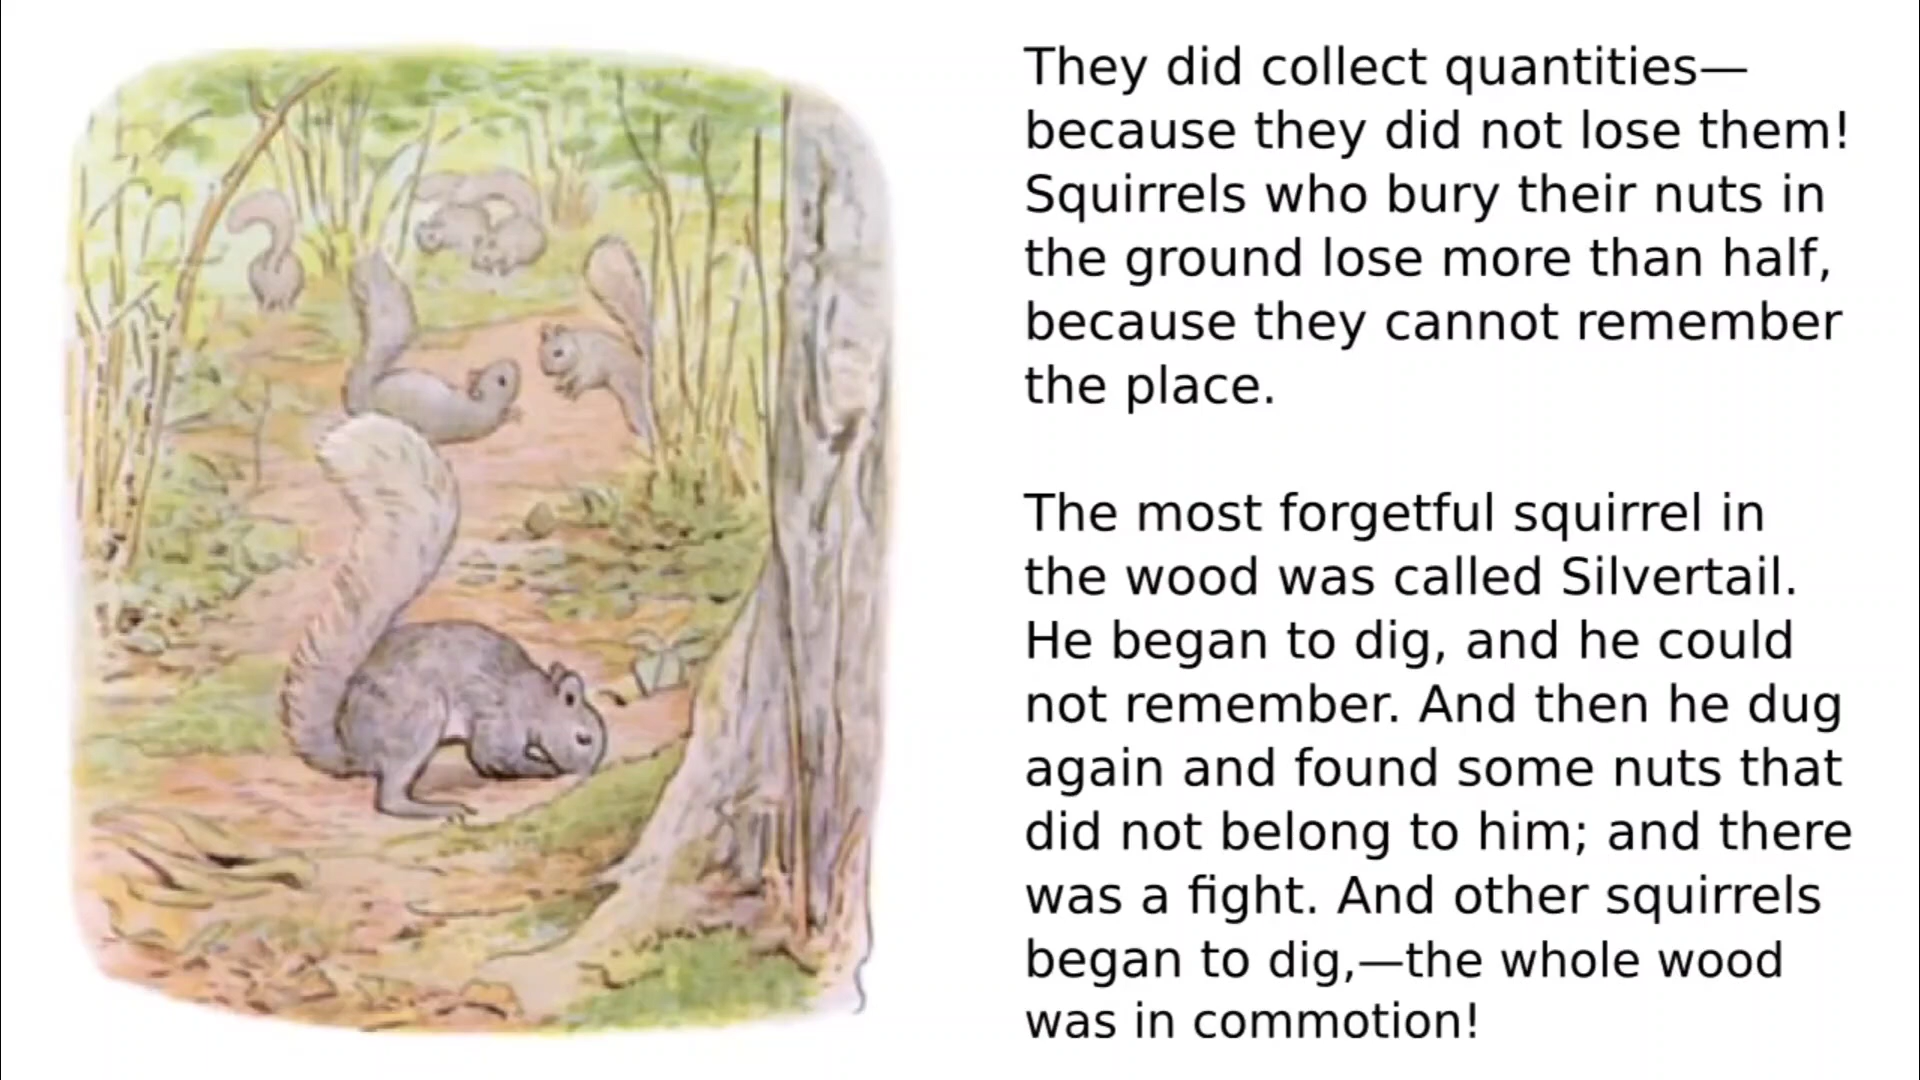 They did collect quantities—
because they did not lose them!
Squirrels who bury their nuts in
the ground lose more than half,
because they cannot remember
the place.
The most forgetful squirrel in
the wood was called Silvertail.
He began to dig, and he could
not remember. And then he dug
again and found some nuts that
did not belong to him; and there
was a fight. And other squirrels
began to dig,—the whole wood
was in commotion!